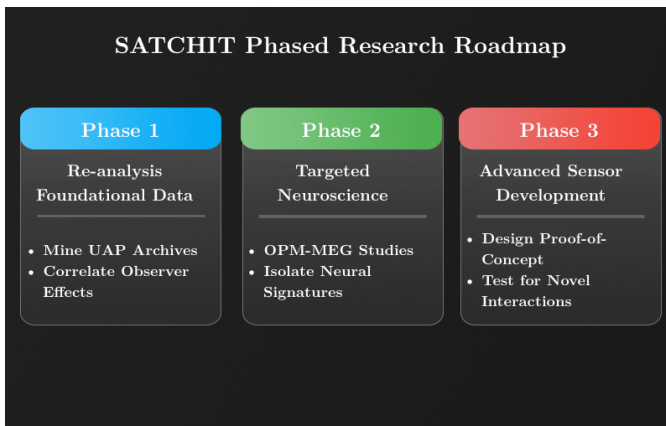 SATCHIT Phased Research Roadmap
Phase 1
Re-analysis
Foundational Data
• Mine UAP Archives
• Correlate Observer
Effects
Phase 2
Targeted
Neuroscience
• OPM-MEG Studies
• Isolate Neural
Signatures
Phase 3
Advanced Sensor
Development
• Design Proof-of-
Concept
• Test for Novel
Interactions